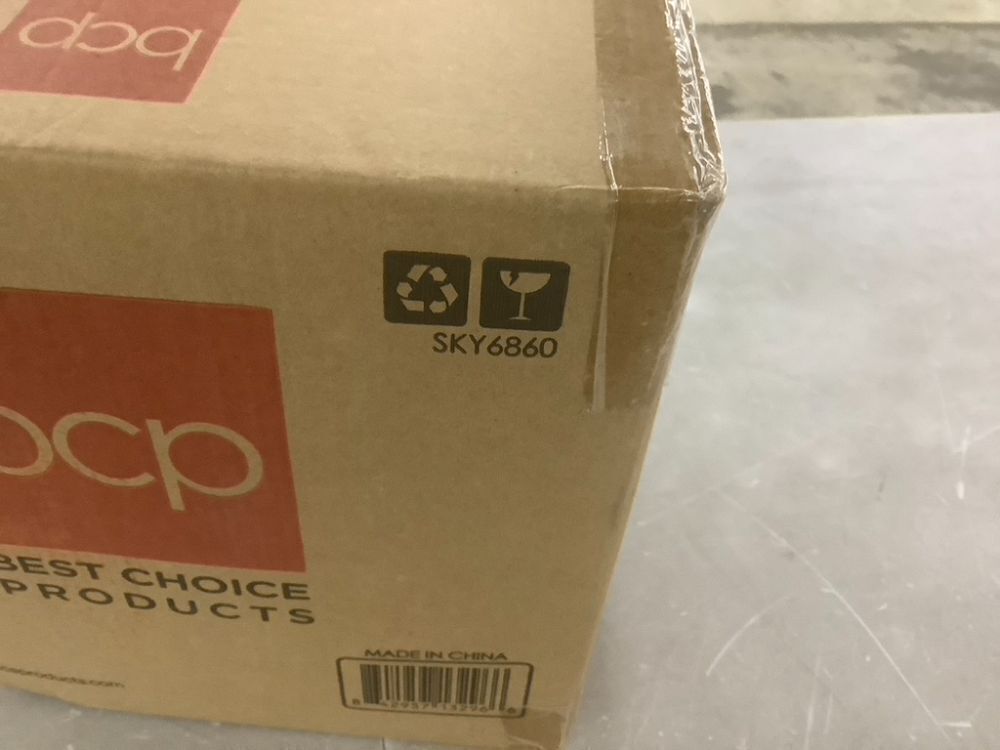 bcp
SKY6860
bcp
BEST CHOICE
PRODUCTS
MADE IN CHINA